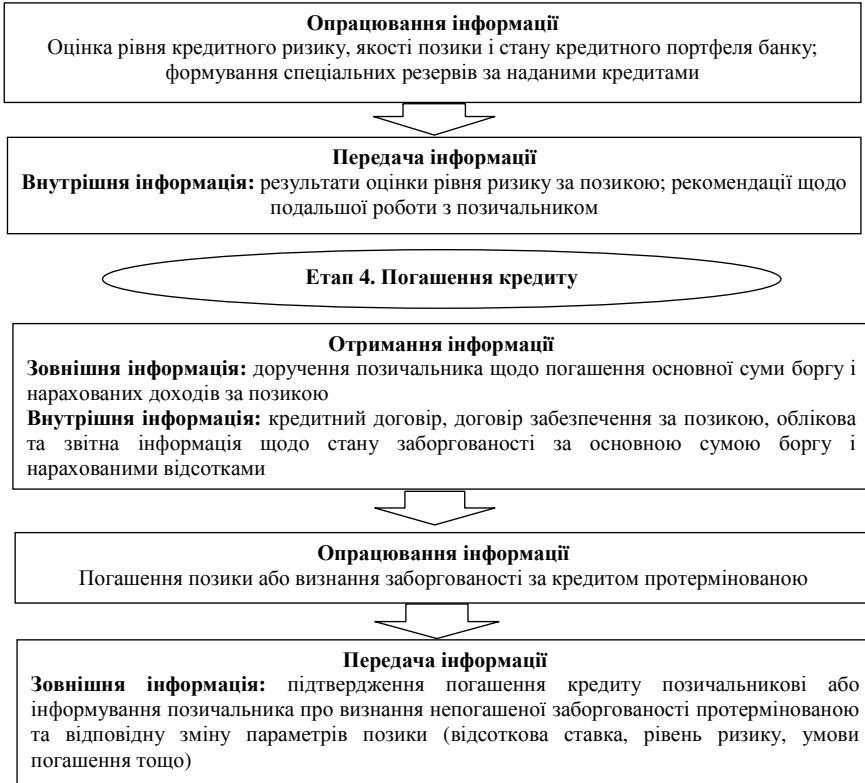 Опрацювання інформації
Оцінка рівня кредитного ризику, якості позики і стану кредитного портфеля банку;
формування спеціальних резервів за наданими кредитами
Передача інформації
Внутрішня інформація: результати оцінки рівня ризику за позикою; рекомендації щодо
подальшої роботи з позичальником
Етап 4. Погашення кредиту
Отримання інформації
Зовнішня інформація: доручення позичальника щодо погашення основної суми боргу і
нарахованих доходів за позикою
Внутрішня інформація: кредитний договір, договір забезпечення за позикою, облікова
та звітна інформація щодо стану заборгованості за основною сумою боргу і
нарахованими відсотками
Опрацювання інформації
Погашення позики або визнання заборгованості за кредитом протермінованою
Передача інформації
Зовнішня інформація: підтвердження погашення кредиту позичальникові або
інформування позичальника про визнання непогашеної заборгованості протермінованою
та відповідну зміну параметрів позики (відсоткова ставка, рівень ризику, умови
погашення тощо)